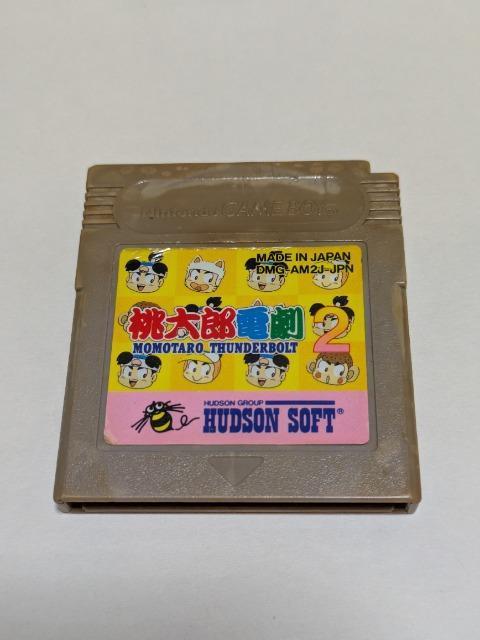 Nintendo GAME BOY™
MADE IN JAPAN
DMG-AM2J-JPN
桃太郎電劇2
MOMOTARO THUNDERBOLT
HUDSON GROUP
HUDSON SOFT®